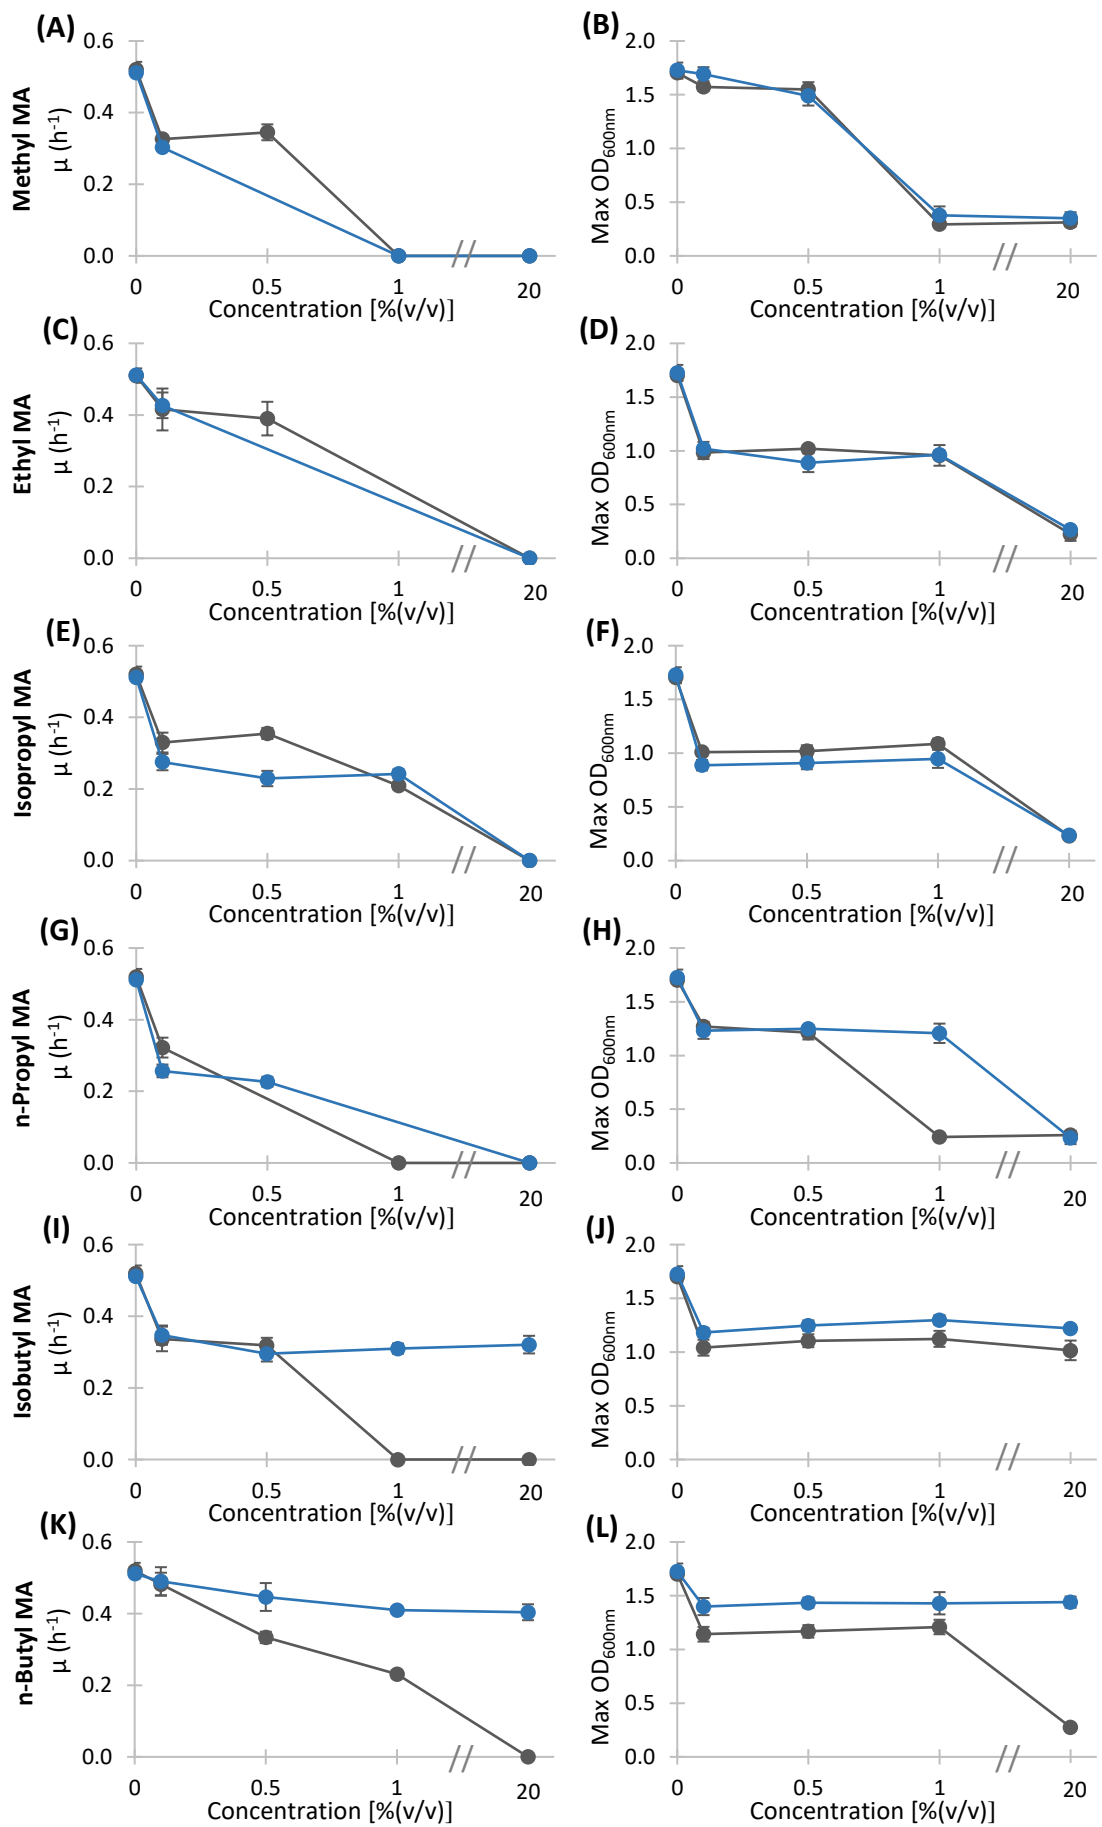 (A)
Methyl MA
μ (h-1)
0.6
0.4
0.2
0.0
0 0.5 1 20
Concentration [%(v/v)]
(B)
Max OD600nm
2.0
1.5
1.0
0.5
0.0
0 0.5 1 20
Concentration [%(v/v)]
(C)
Ethyl MA
μ (h-1)
0.6
0.4
0.2
0.0
0 0.5 1 20
Concentration [%(v/v)]
(D)
Max OD600nm
2.0
1.5
1.0
0.5
0.0
0 0.5 1 20
Concentration [%(v/v)]
(E)
Isopropyl MA
μ (h-1)
0.6
0.4
0.2
0.0
0 0.5 1 20
Concentration [%(v/v)]
(F)
Max OD600nm
2.0
1.5
1.0
0.5
0.0
0 0.5 1 20
Concentration [%(v/v)]
(G)
n-Propyl MA
μ (h-1)
0.6
0.4
0.2
0.0
0 0.5 1 20
Concentration [%(v/v)]
(H)
Max OD600nm
2.0
1.5
1.0
0.5
0.0
0 0.5 1 20
Concentration [%(v/v)]
(I)
Isobutyl MA
μ (h-1)
0.6
0.4
0.2
0.0
0 0.5 1 20
Concentration [%(v/v)]
(J)
Max OD600nm
2.0
1.5
1.0
0.5
0.0
0 0.5 1 20
Concentration [%(v/v)]
(K)
n-Butyl MA
μ (h-1)
0.6
0.4
0.2
0.0
0 0.5 1 20
Concentration [%(v/v)]
(L)
Max OD600nm
2.0
1.5
1.0
0.5
0.0
0 0.5 1 20
Concentration [%(v/v)]